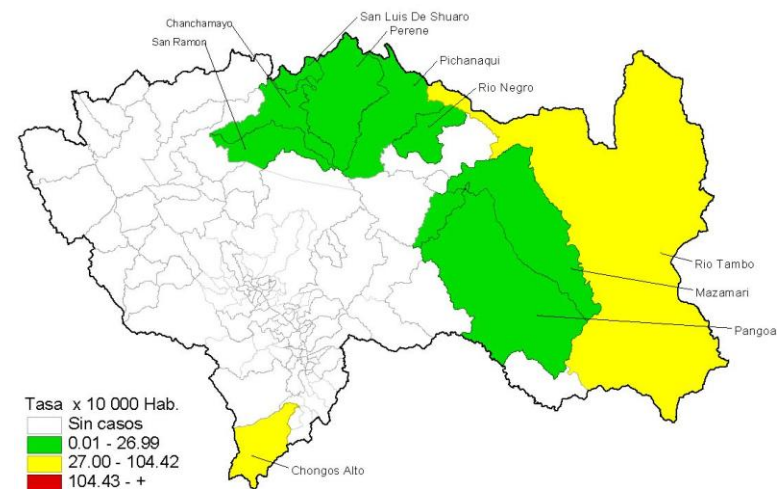 San Luis De Shuaro
Chanchamayo
Perene
San Ramon
Pichanaqui
Rio Negro
Rio Tambo
Mazamari
Pangoa
Tasa x 10 000 Hab.
Sin casos
0.01 - 26.99
27.00 - 104.42
104.43 - +
Chongos Alto